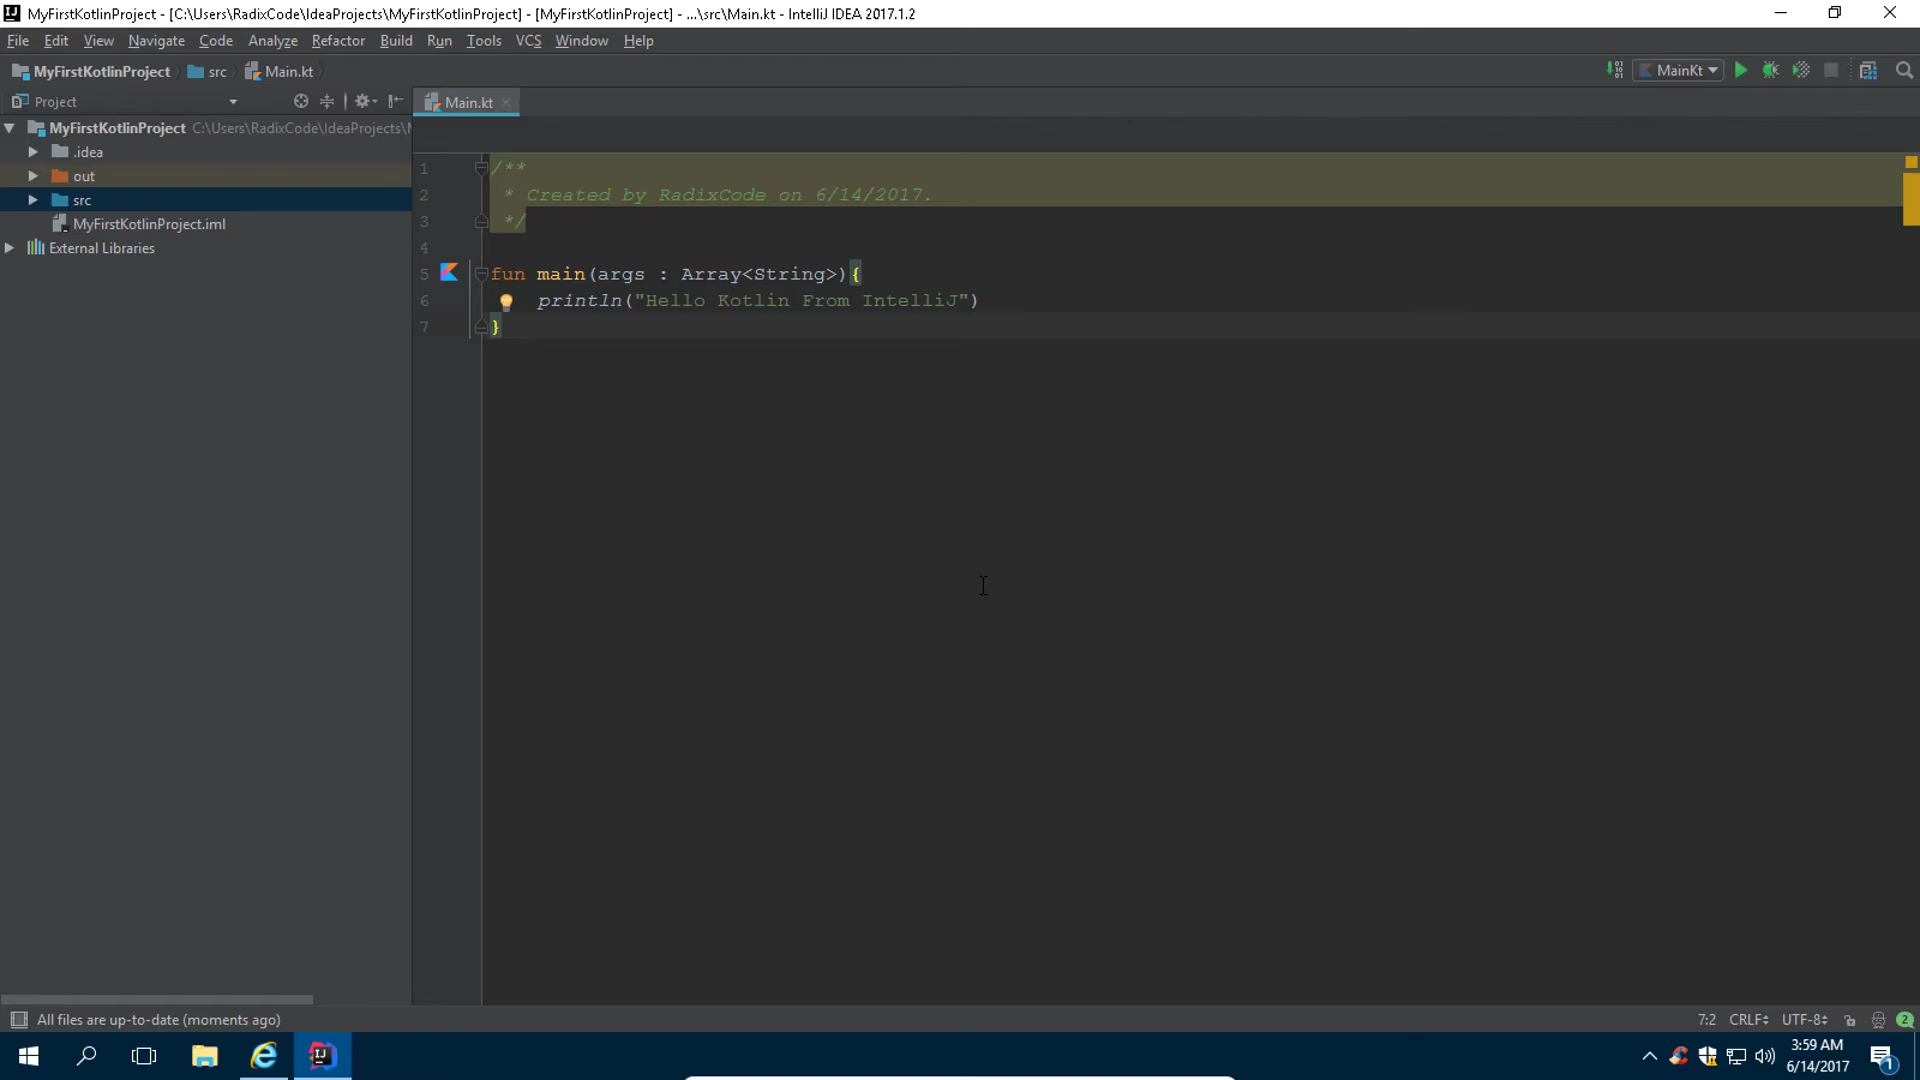 MyFirstKotlinProject - [C:\Users\RadixCode\IdeaProjects\MyFirstKotlinProject] - [MyFirstKotlinProject] - ...\src\Main.kt - IntelliJ IDEA 2017.1.2
File Edit View Navigate Code Analyze Refactor Build Run Tools VCS Window Help
MyFirstKotlinProject src Main.kt MainKt
Project Main.kt
MyFirstKotlinProject C:\Users\RadixCode\IdeaProjects\
.idea
out
src
MyFirstKotlinProject.iml
External Libraries
1 /**
2 * Created by RadixCode on 6/14/2017.
3 */
4
5 fun main(args : Array<String>){
6 println("Hello Kotlin From IntelliJ")
7 }
All files are up-to-date (moments ago) 7:2 CRLF UTF-8 2
3:59 AM
6/14/2017 1